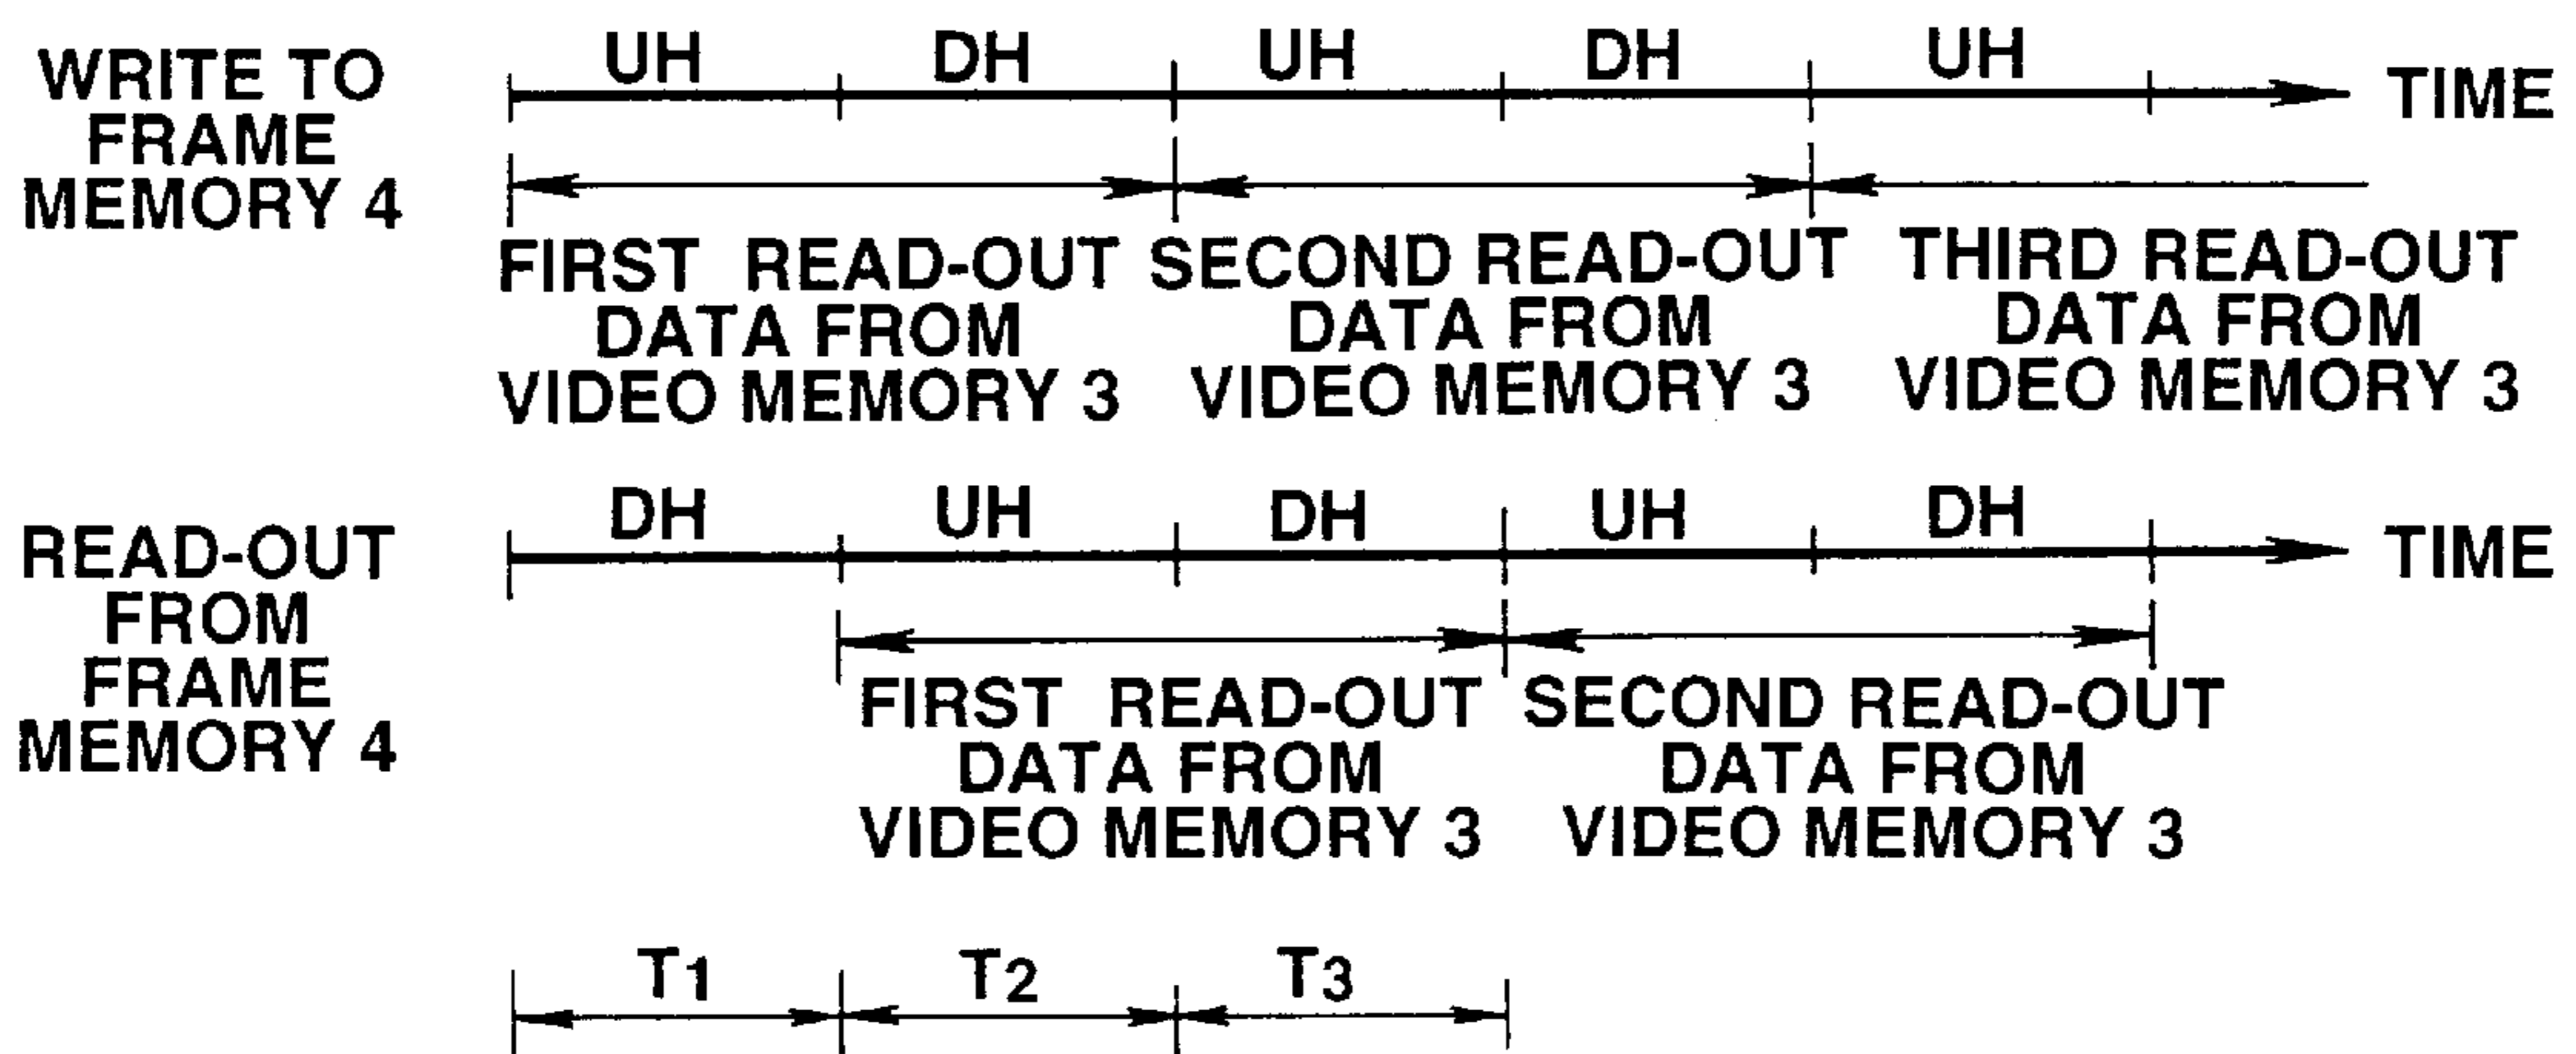 UH DH UH DH UH
WRITE TO
FRAME
MEMORY 4
TIME
FIRST READ-OUT
DATA FROM
VIDEO MEMORY 3
SECOND READ-OUT
DATA FROM
VIDEO MEMORY 3
THIRD READ-OUT
DATA FROM
VIDEO MEMORY 3
DH UH DH UH DH
READ-OUT
FROM
FRAME
MEMORY 4
TIME
FIRST READ-OUT
DATA FROM
VIDEO MEMORY 3
SECOND READ-OUT
DATA FROM
VIDEO MEMORY 3
T1 T2 T3